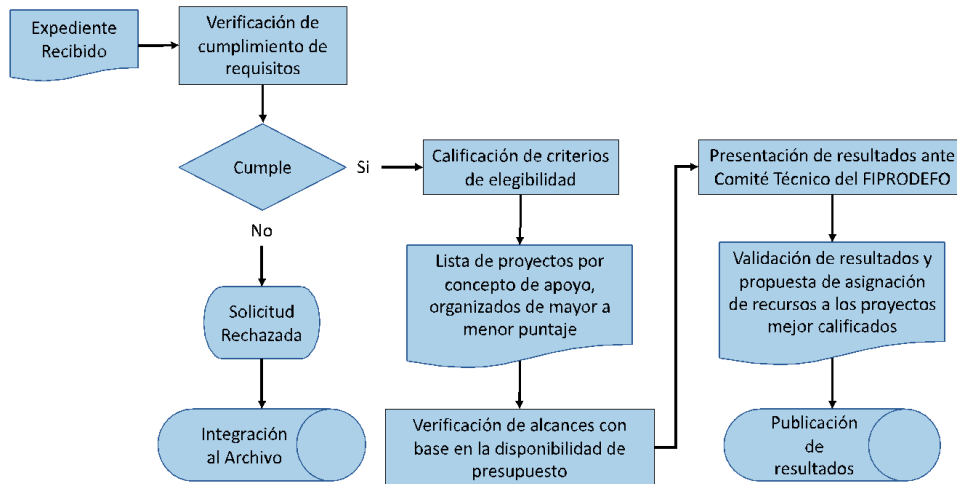 Expediente
Recibido
Verificación de
cumplimiento de
requisitos
Cumple
Si
No
Solicitud
Rechazada
Integración
al Archivo
Calificación de criterios
de elegibilidad
Lista de proyectos por
concepto de apoyo,
organizados de mayor a
menor puntaje
Verificación de alcances con
base en la disponibilidad de
presupuesto
Presentación de resultados ante
Comité Técnico del FIPRODEFO
Validación de resultados y
propuesta de asignación
de recursos a los proyectos
mejor calificados
Publicación
de
resultados